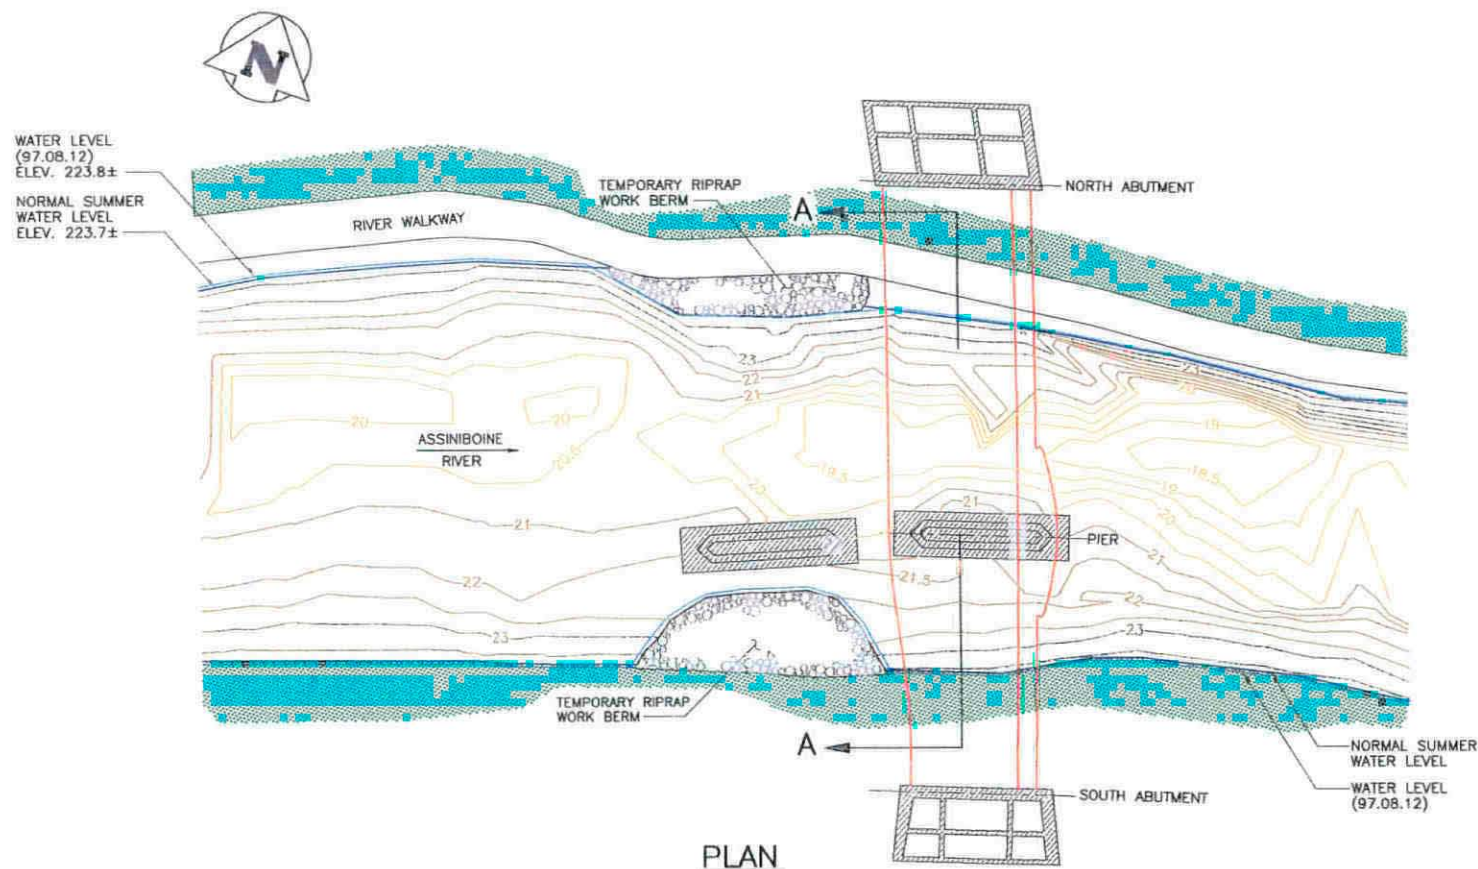 N
WATER LEVEL
(97.08.12)
ELEV. 223.8±
NORMAL SUMMER
WATER LEVEL
ELEV. 223.7±
RIVER WALKWAY
TEMPORARY RIPRAP
WORK BERM
A
NORTH ABUTMENT
23
22
21
23
20
19
18.5
19
20
21
20
20
20.5
19.5
20
ASSINIBOINE
RIVER
21
21
PIER
21.5
22
22
23
23
TEMPORARY RIPRAP
WORK BERM
A
NORMAL SUMMER
WATER LEVEL
WATER LEVEL
(97.08.12)
SOUTH ABUTMENT
PLAN